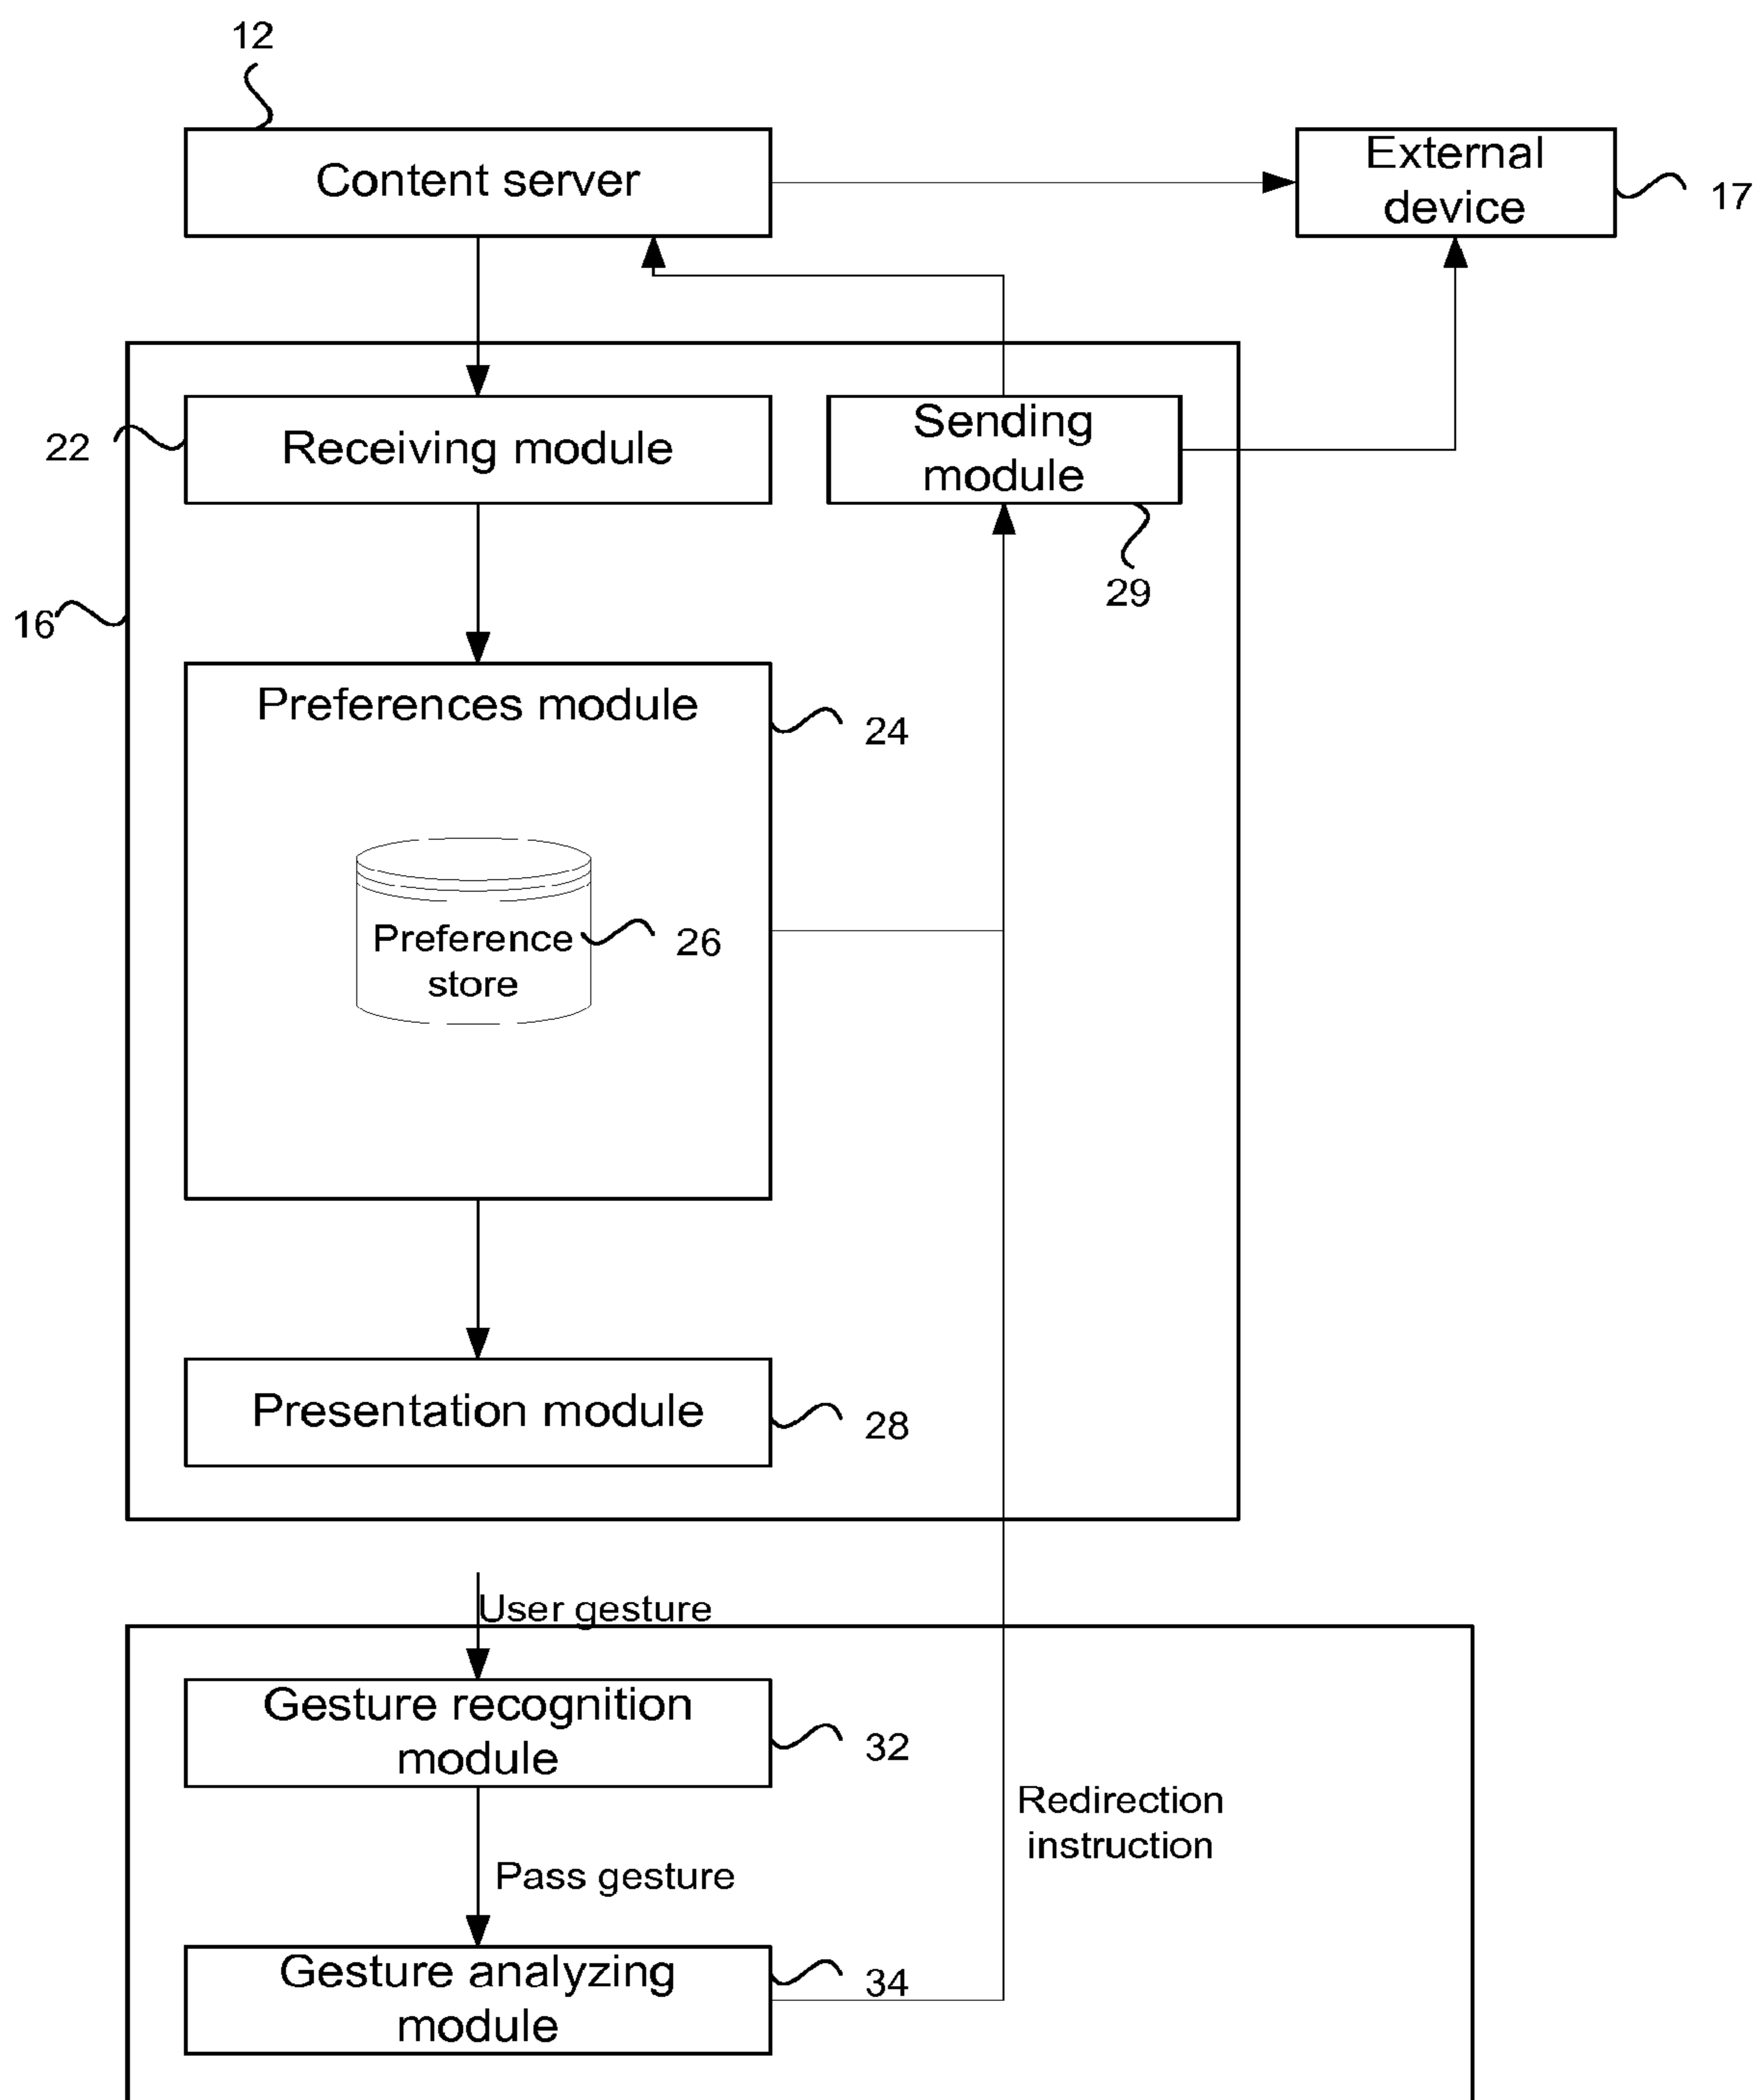 12
Content server
External
device
17
22
Receiving module
Sending
module
29
16
Preferences module
24
Preference
store
26
Presentation module
28
User gesture
Gesture recognition
module
32
Redirection
instruction
Pass gesture
Gesture analyzing
module
34